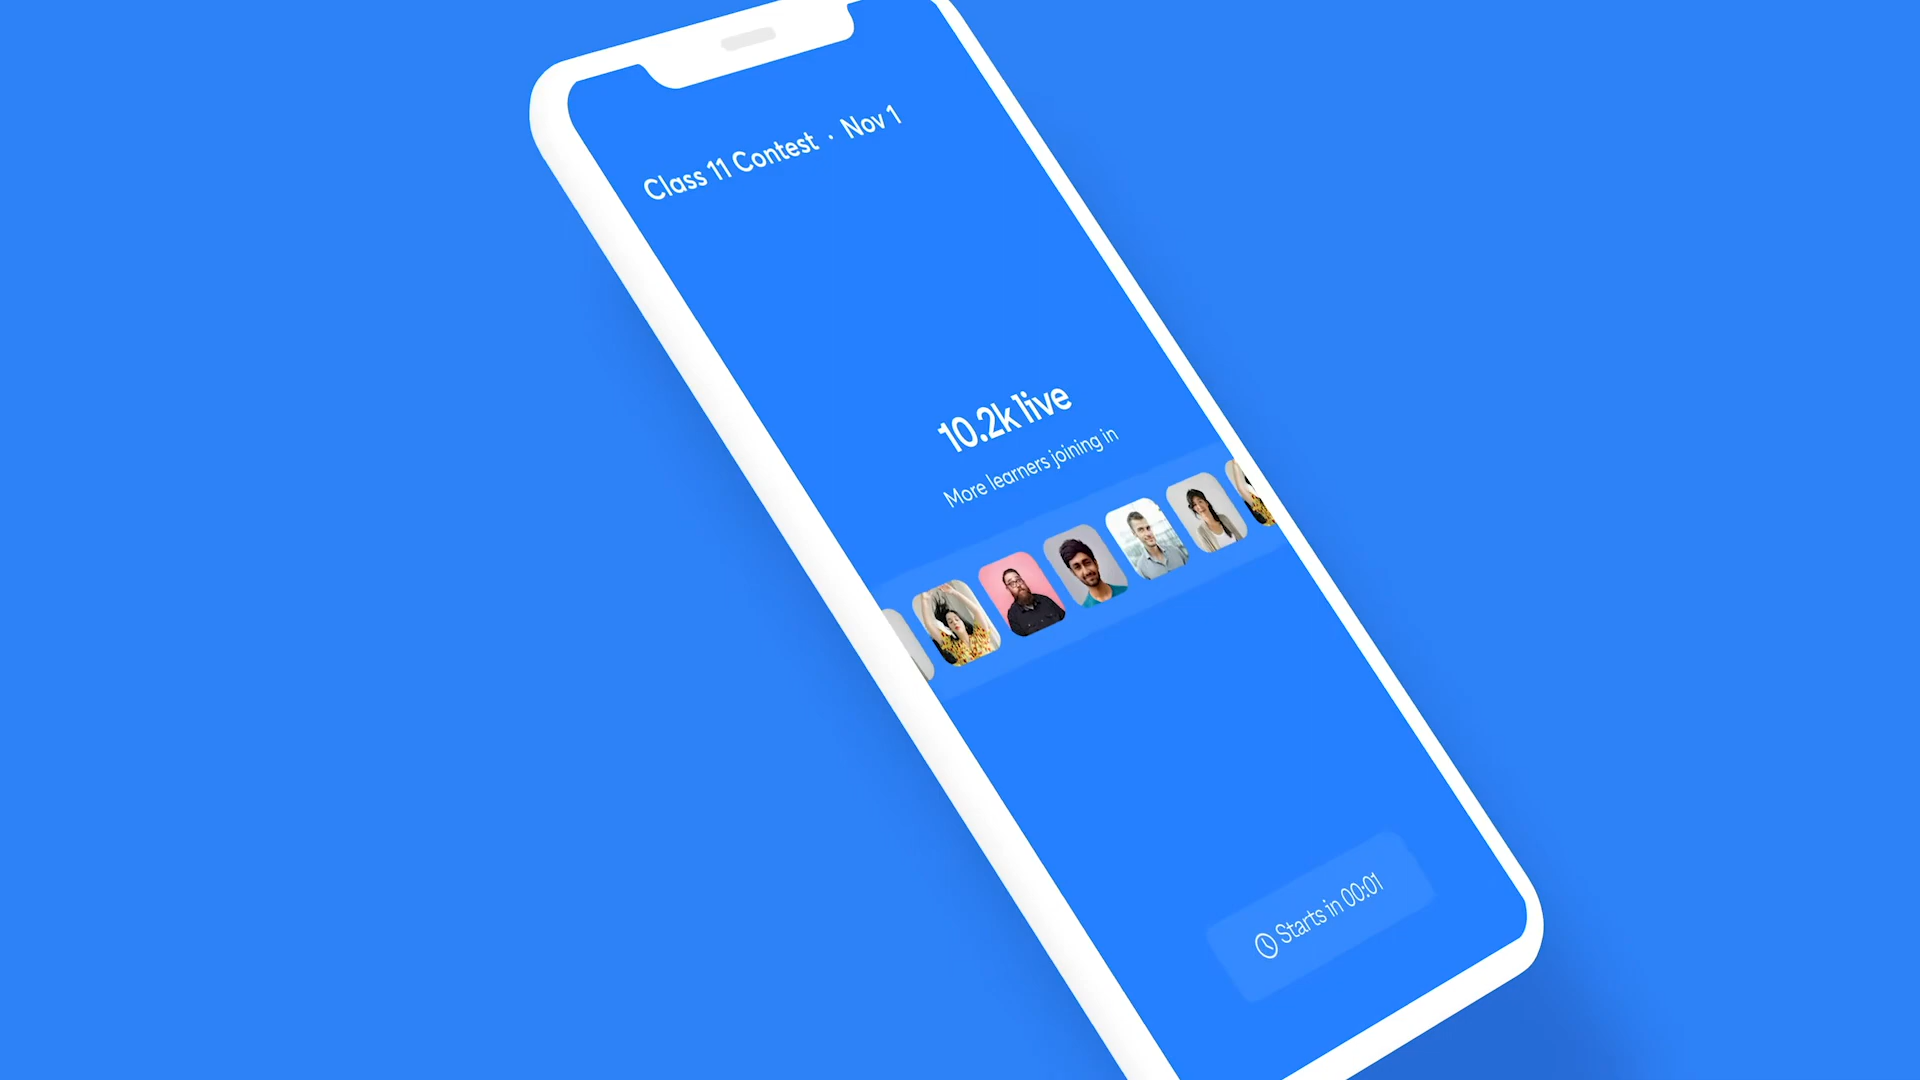 Class 11 Contest · Nov 1
10.2k live
More learners joining in
Starts in 00:01